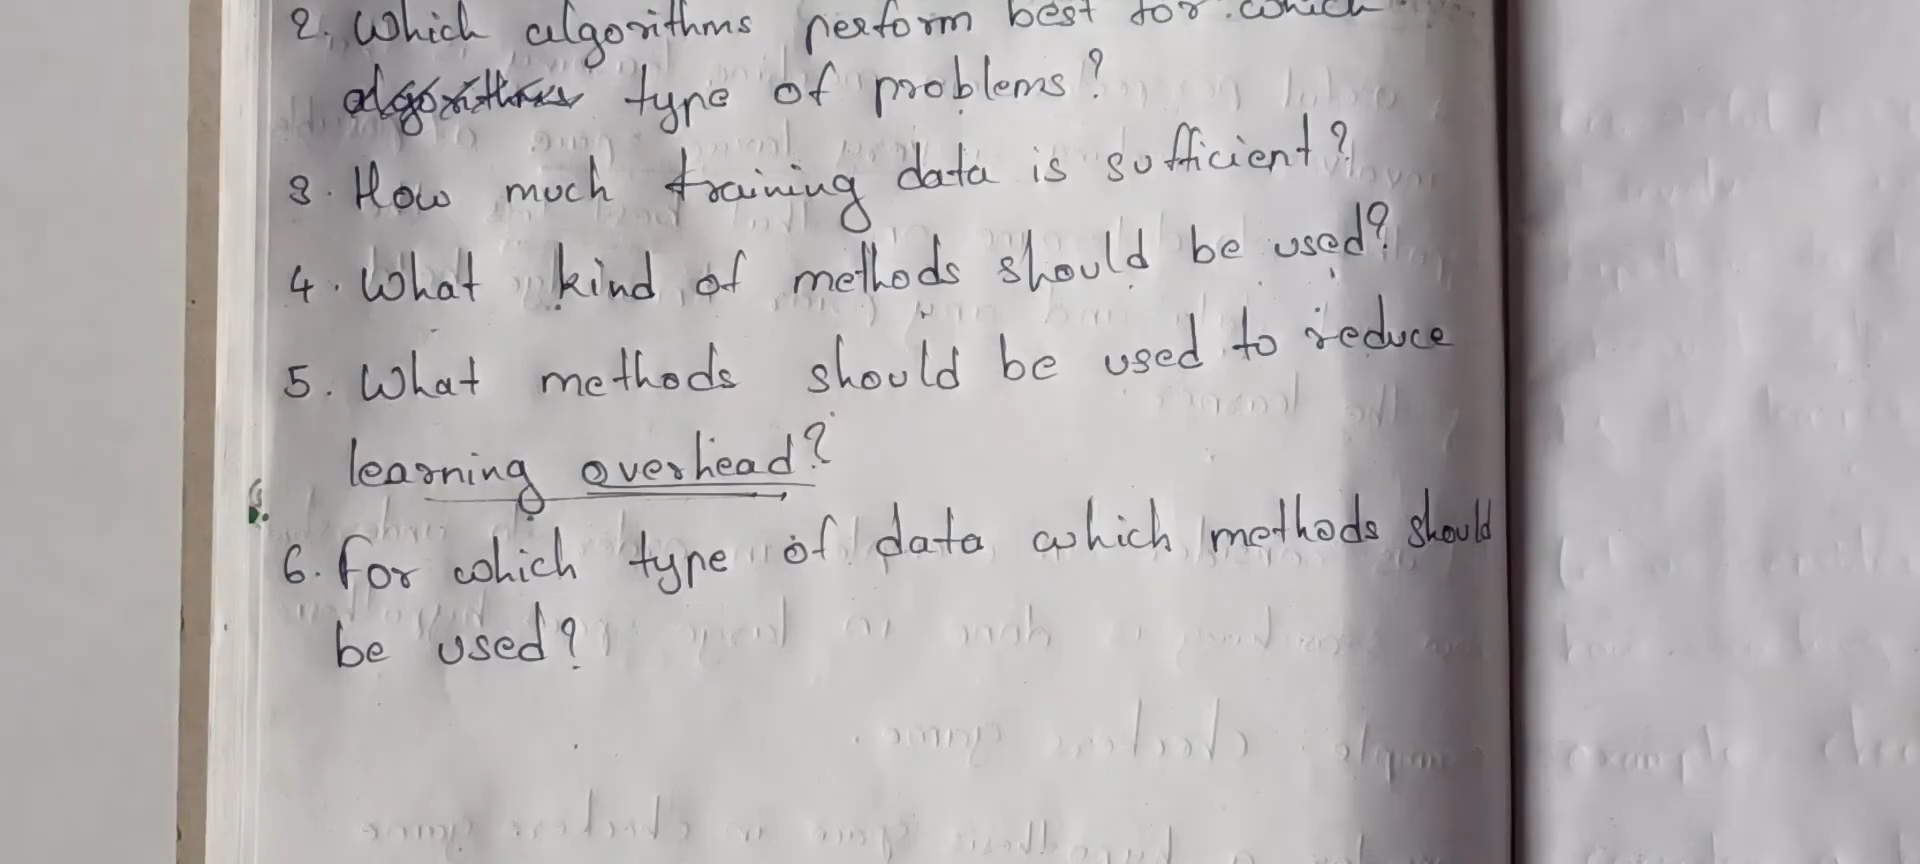 2. Which algorithms perform best for which
type of problems?
3. How much training data is sufficient?
4. What kind of methods should be used?
5. What methods should be used to reduce
learning overhead?
6. For which type of data which methods should
be used?